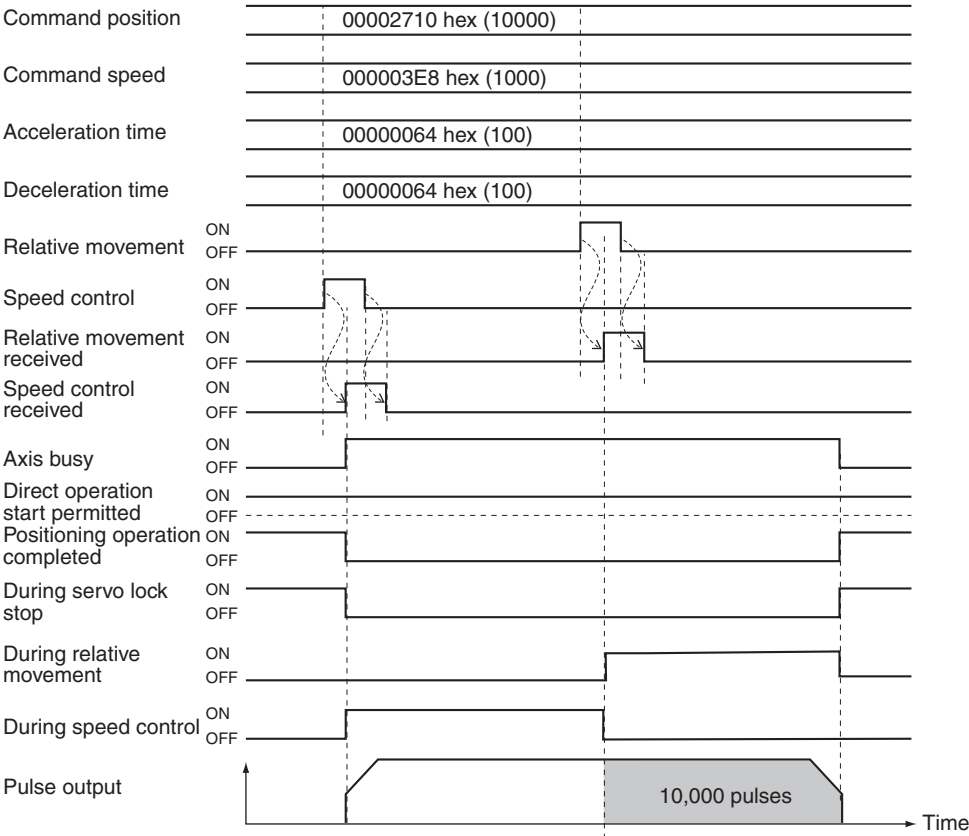 Command position
00002710 hex (10000)
Command speed
000003E8 hex (1000)
Acceleration time
00000064 hex (100)
Deceleration time
00000064 hex (100)
Relative movement
ON
OFF
Speed control
ON
OFF
Relative movement
received
ON
OFF
Speed control
received
ON
OFF
Axis busy
ON
OFF
Direct operation
start permitted
ON
OFF
Positioning operation
completed
ON
OFF
During servo lock
stop
ON
OFF
During relative
movement
ON
OFF
During speed control
ON
OFF
Pulse output
10,000 pulses
Time